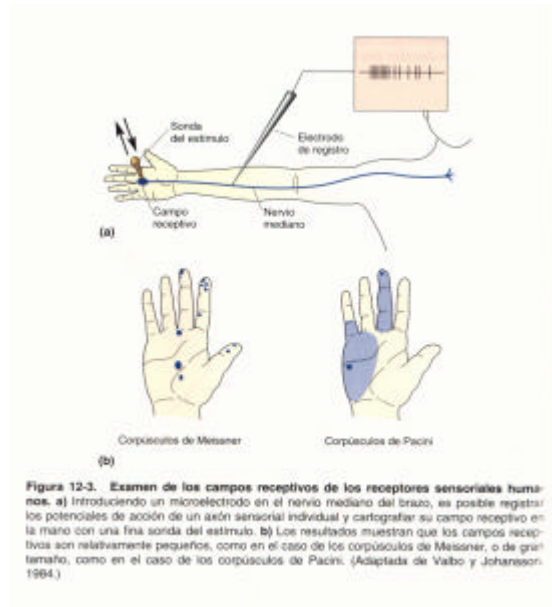 Sonda
del estímulo
Electrodo
de registro
Campo
receptivo
Nervio
mediano
(a)
Corpúsculos de Meissner
Corpúsculos de Pacini
(b)
Figura 12-3. Examen de los campos receptivos de los receptores sensoriales huma-
nos. a) Introduciendo un microelectrodo en el nervio mediano del brazo, es posible registrar
los potenciales de acción de un axón sensorial individual y cartografiar su campo receptivo en
la mano con una fina sonda del estímulo. b) Los resultados muestran que los campos recep-
tivos son relativamente pequeños, como en el caso de los corpúsculos de Meissner, o de gran
tamaño, como en el caso de los corpúsculos de Pacini. (Adaptada de Valbo y Johansson
1984.)